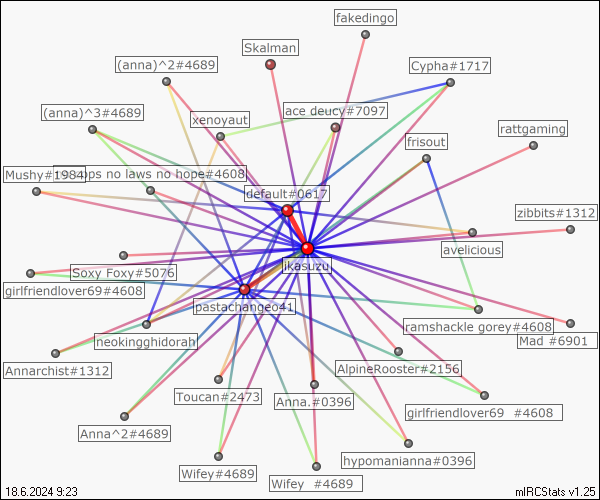 fakedingo
Skalman
(anna)^2#4689
Cypha#1717
(anna)^3#4689
xenoyaut
ace deucy#7097
rattgaming
frisout
Mushy#1984
ops no laws no hope#4608
default#0617
zibbits#1312
avelicious
ikasuzu
Soxy Foxy#5076
girlfriendlover69#4608
pastachangeo41
ramshackle gorey#4608
neokingghidorah
Mad #6901
AlpineRooster#2156
Annarchist#1312
Toucan#2473
Anna.#0396
girlfriendlover69 #4608
Anna^2#4689
hypomanianna#0396
Wifey#4689
Wifey #4689
18.6.2024 9:23
mIRCStats v1.25